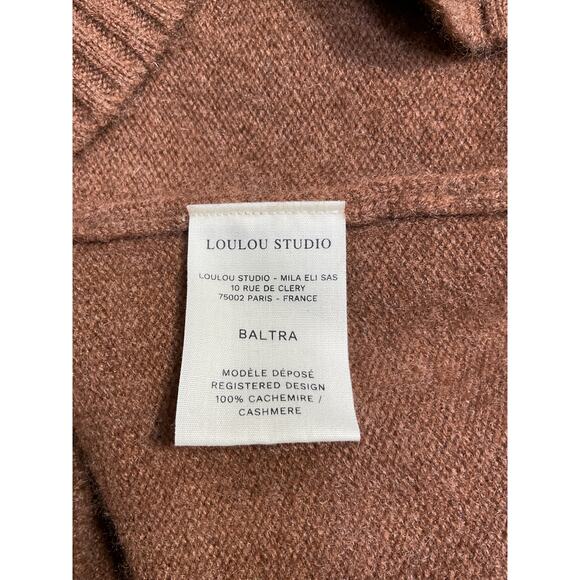 LOULOU STUDIO
LOULOU STUDIO - MILA ELI SAS
10 RUE DE CLERY
75002 PARIS - FRANCE
BALTRA
MODÈLE DÉPOSÉ
REGISTERED DESIGN
100% CACHEMIRE /
CASHMERE